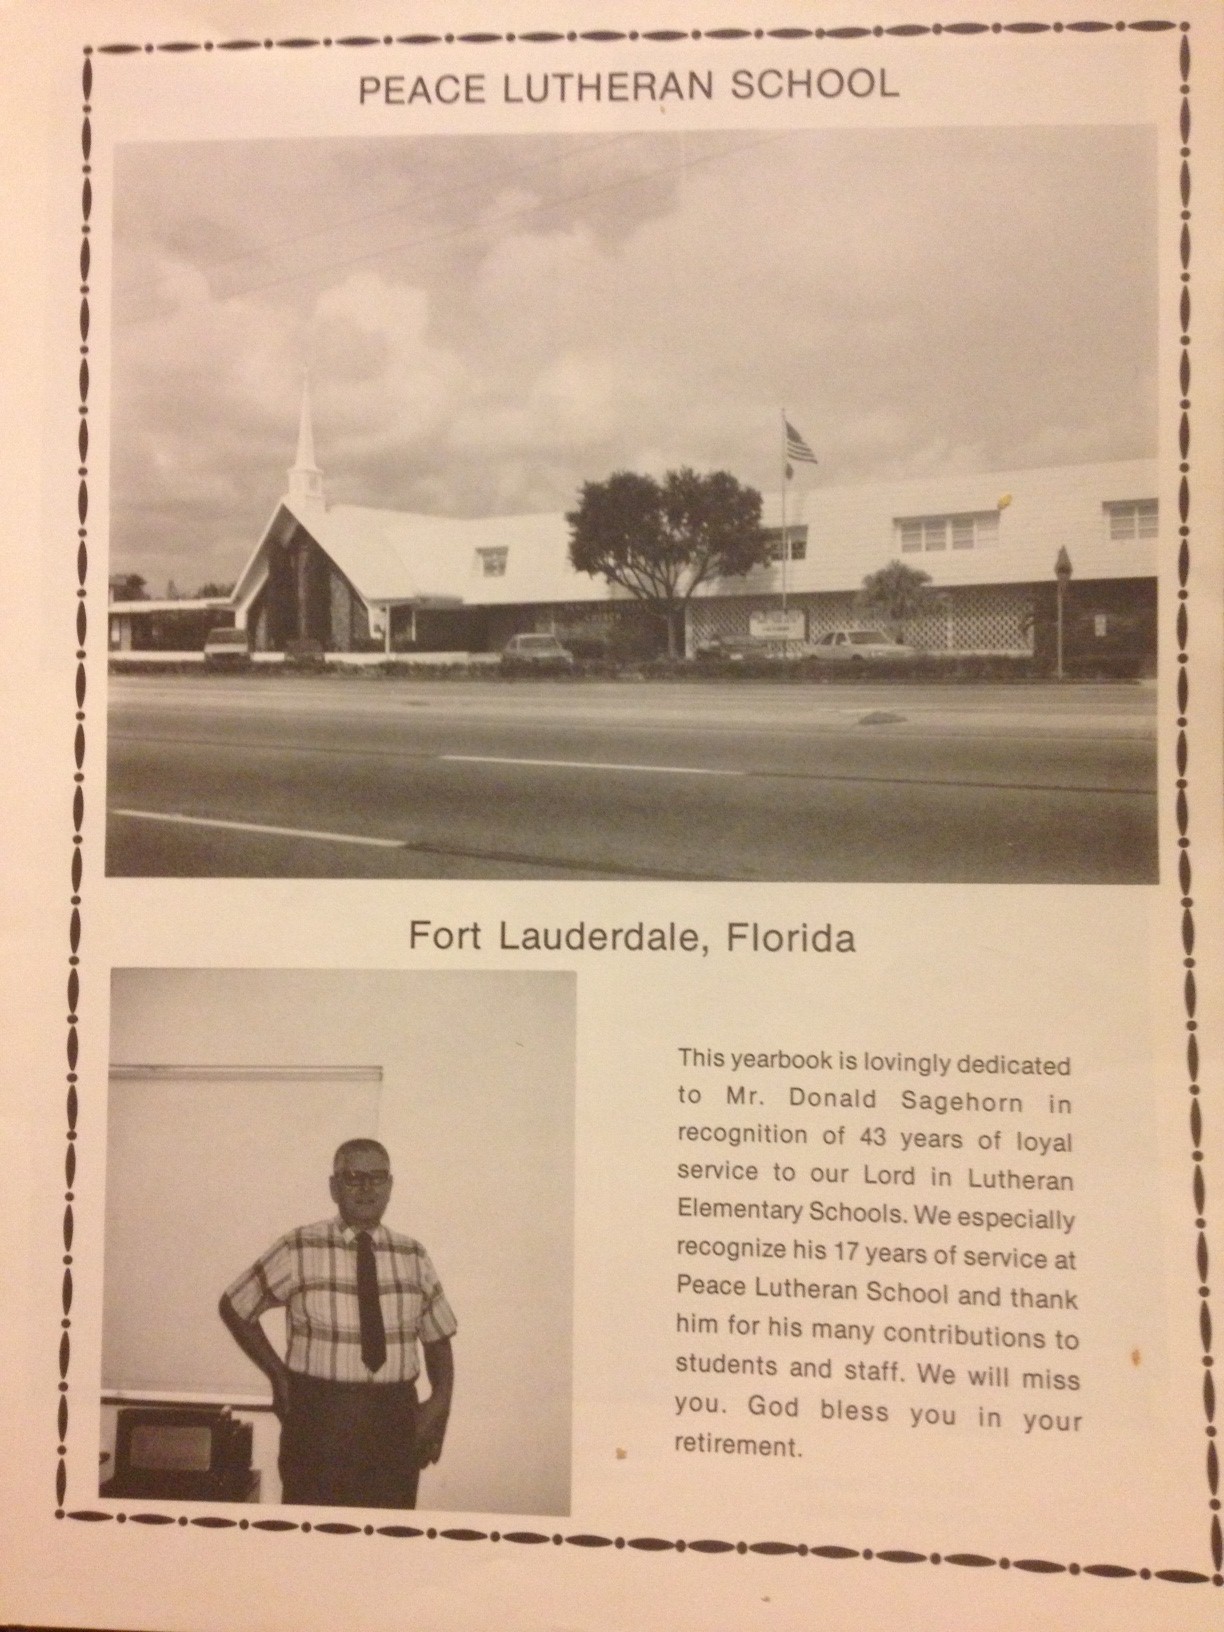 PEACE LUTHERAN SCHOOL
PEACE LUTHERAN
CHURCH
Fort Lauderdale, Florida
This yearbook is lovingly dedicated
to Mr. Donald Sagehorn in
recognition of 43 years of loyal
service to our Lord in Lutheran
Elementary Schools. We especially
recognize his 17 years of service at
Peace Lutheran School and thank
him for his many contributions to
students and staff. We will miss
you. God bless you in your
retirement.